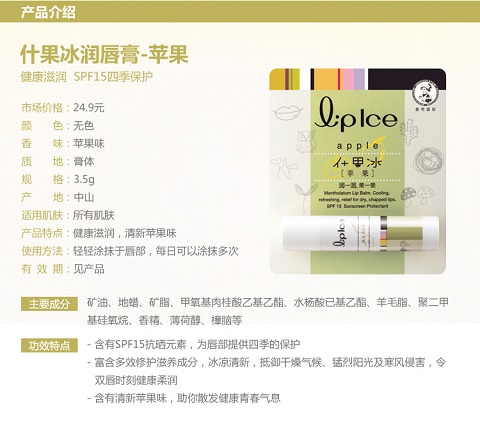 产品介绍
什果冰润唇膏-苹果
健康滋润 SPF15四季保护
市场价格：24.9元
颜 色：无色
香 味：苹果味
质 地：膏体
规 格：3.5g
产 地：中山
适用肌肤：所有肌肤
产品特点：健康滋润，清新苹果味
使用方法：轻轻涂抹于唇部，每日可以涂抹多次
有 效 期：见产品
lipIce
apple
什果冰
[ 苹 果 ]
润一润，果一果
Mentholatum Lip Balm. Cooling,
refreshing, relief for dry, chapped lips.
SPF 15 Sunscreen Protectant
lipIce
主要成分
矿油、地蜡、矿脂、甲氧基肉桂酸乙基乙酯、水杨酸已基乙酯、羊毛脂、聚二甲
基硅氧烷、香精、薄荷醇、樟脑等
功效特点
- 含有SPF15抗晒元素，为唇部提供四季的保护
- 富含多效修护滋养成分，冰凉清新，抵御干燥气候、猛烈阳光及寒风侵害，令
双唇时刻健康柔润
- 含有清新苹果味，助你散发健康青春气息